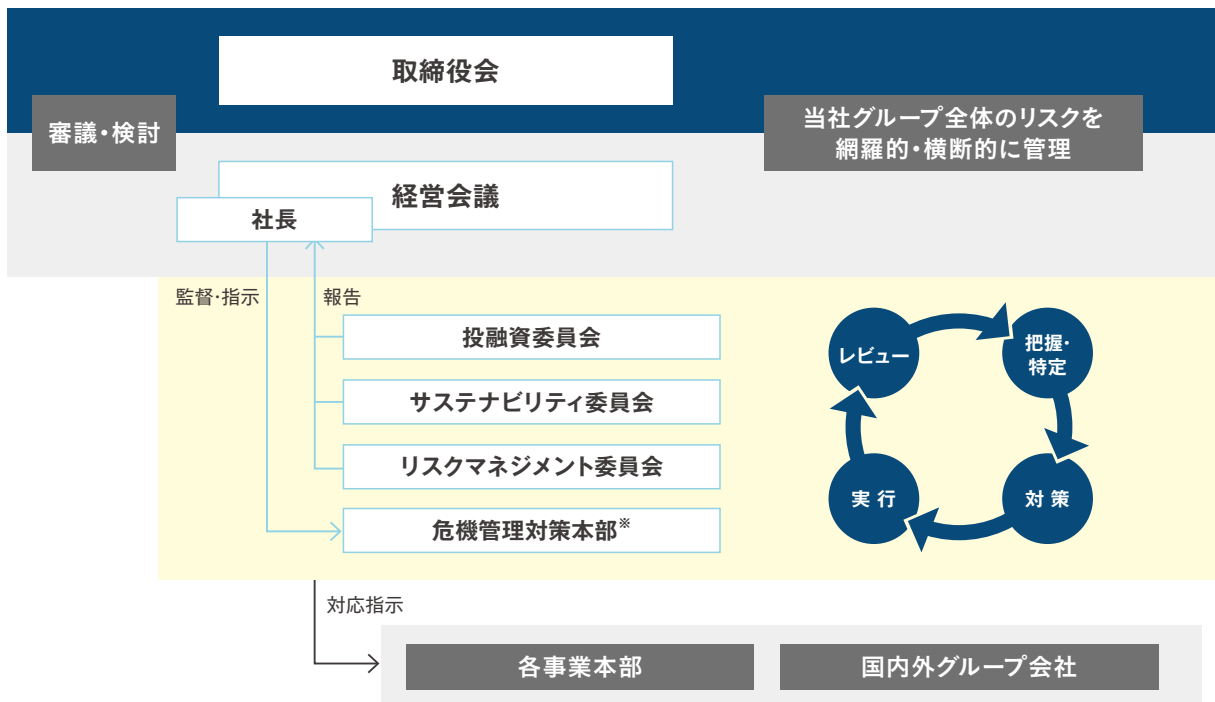 取締役会
審議・検討
当社グループ全体のリスクを
網羅的・横断的に管理
経営会議
社長
監督・指示
報告
投融資委員会
サステナビリティ委員会
リスクマネジメント委員会
危機管理対策本部※
レビュー
把握・
特定
実行
対策
対応指示
各事業本部
国内外グループ会社